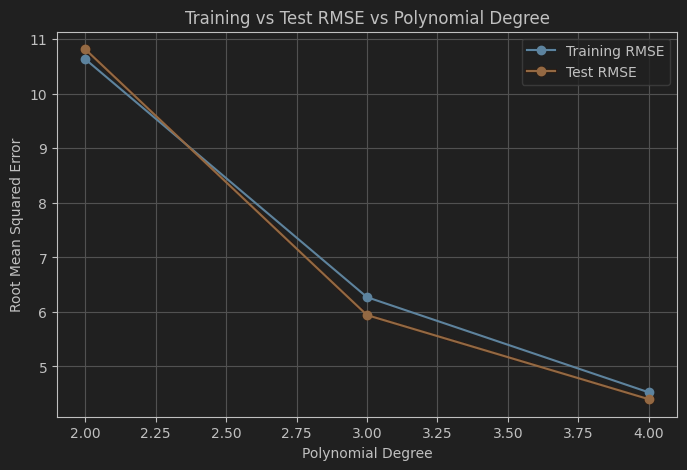 Training vs Test RMSE vs Polynomial Degree
Training RMSE
Test RMSE
Root Mean Squared Error
11
10
9
8
7
6
5
2.00 2.25 2.50 2.75 3.00 3.25 3.50 3.75 4.00
Polynomial Degree